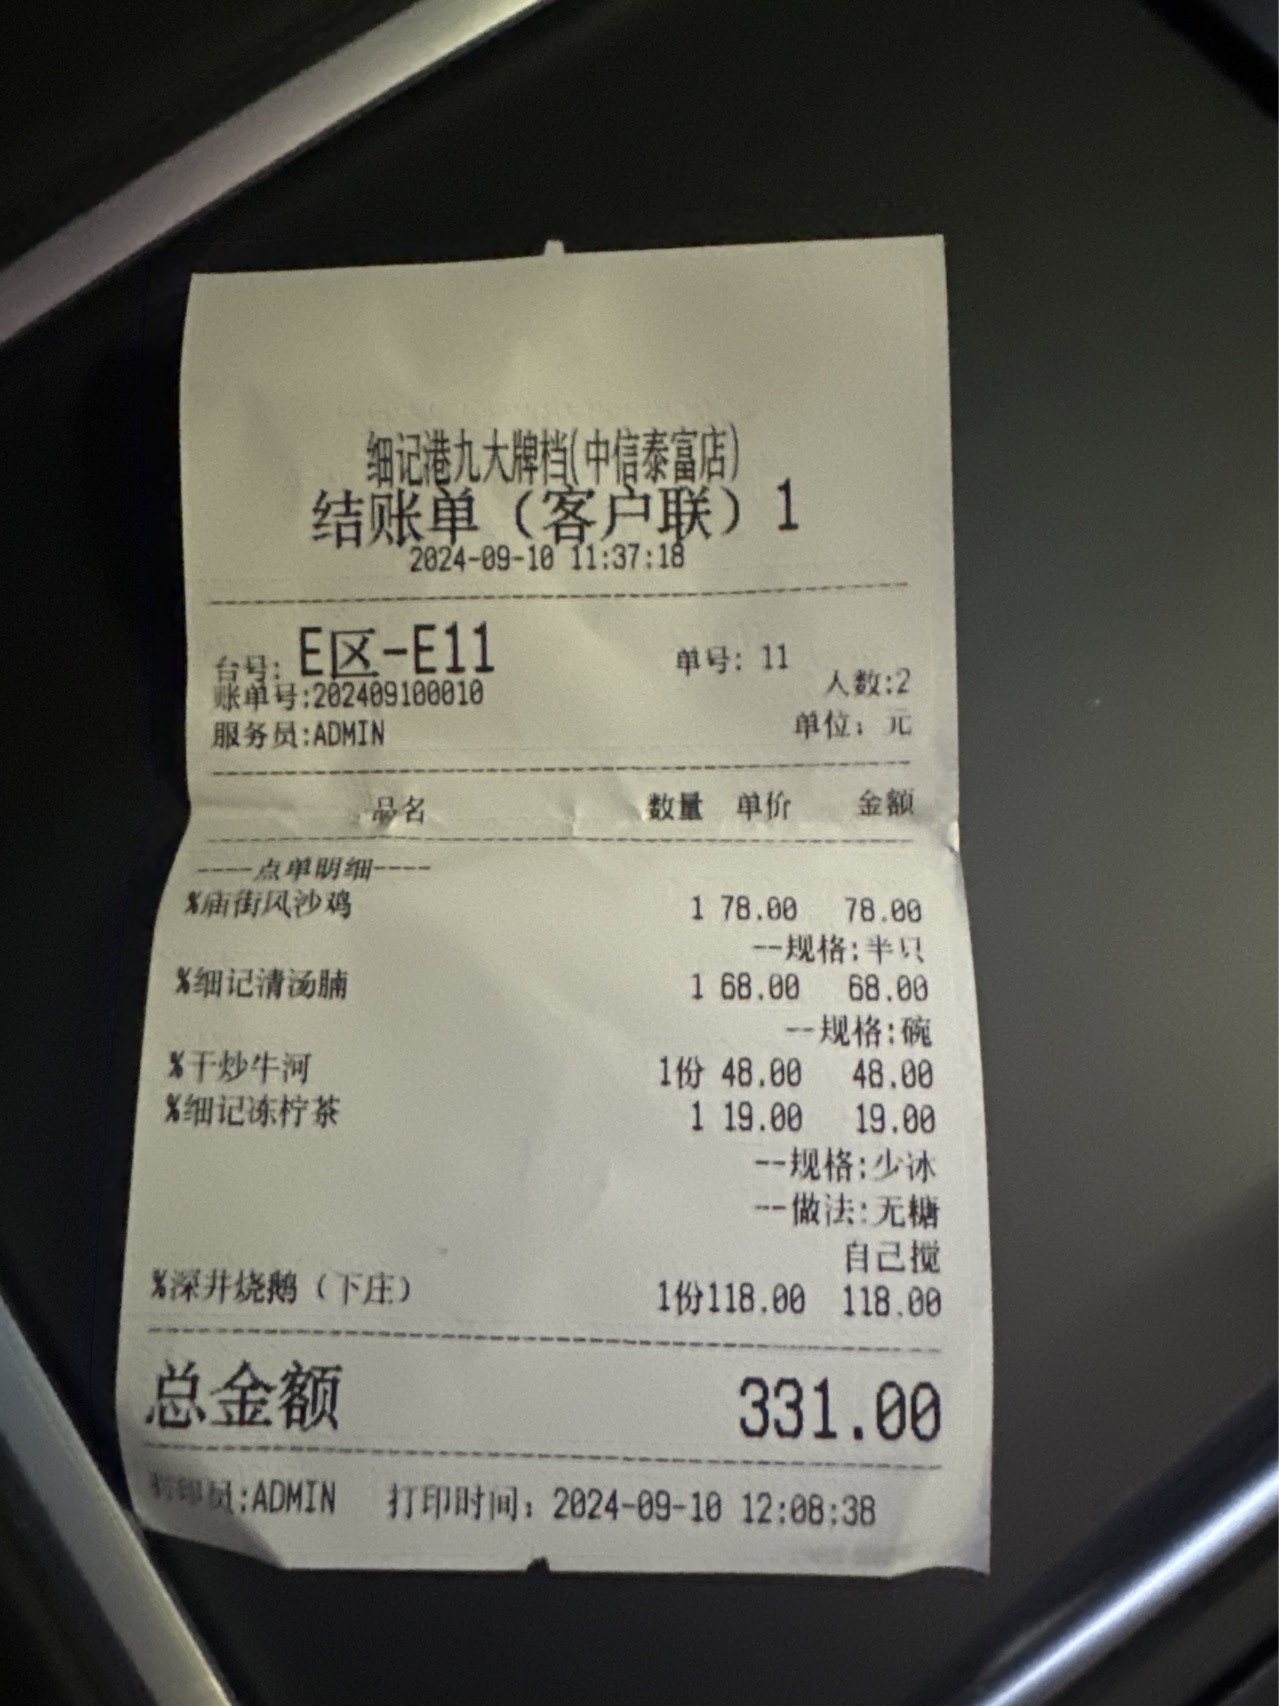 细记港九大牌档(中信泰富店)
结账单（客户联）1
2024-09-10 11:37:18
台号: E区-E11 单号: 11
人数:2
账单号:202409100010
服务员:ADMIN 单位: 元
品名 数量 单价 金额
----点单明细----
%庙街风沙鸡 1 78.00 78.00
--规格:半只
%细记清汤腩 1 68.00 68.00
--规格:碗
%干炒牛河 1份 48.00 48.00
%细记冻柠茶 1 19.00 19.00
--规格:少冰
--做法:无糖
自己搅
%深井烧鹅（下庄） 1份118.00 118.00
总金额 331.00
打印员:ADMIN 打印时间: 2024-09-10 12:08:38